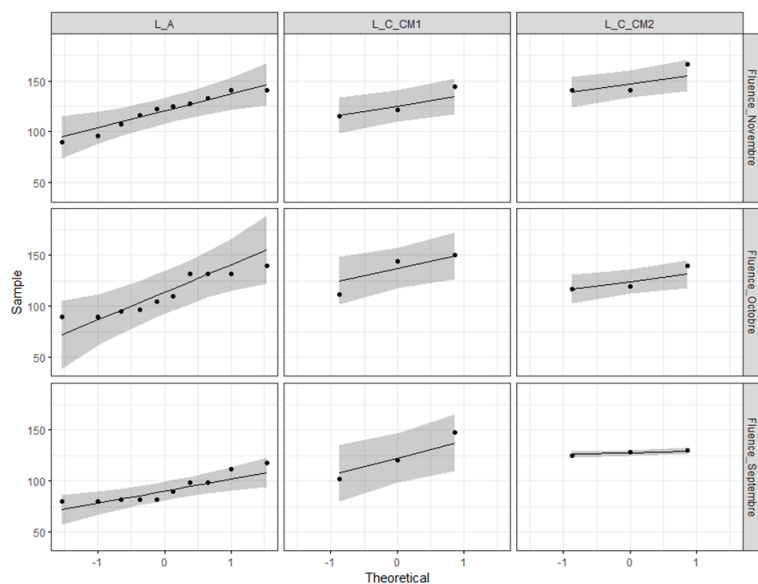 L_A
L_C_CM1
L_C_CM2
150
100
50
Fluence_Novembre
150
100
50
Fluence_Octobre
150
100
50
Fluence_Septembre
Sample
-1
0
1
-1
0
1
-1
0
1
Theoretical